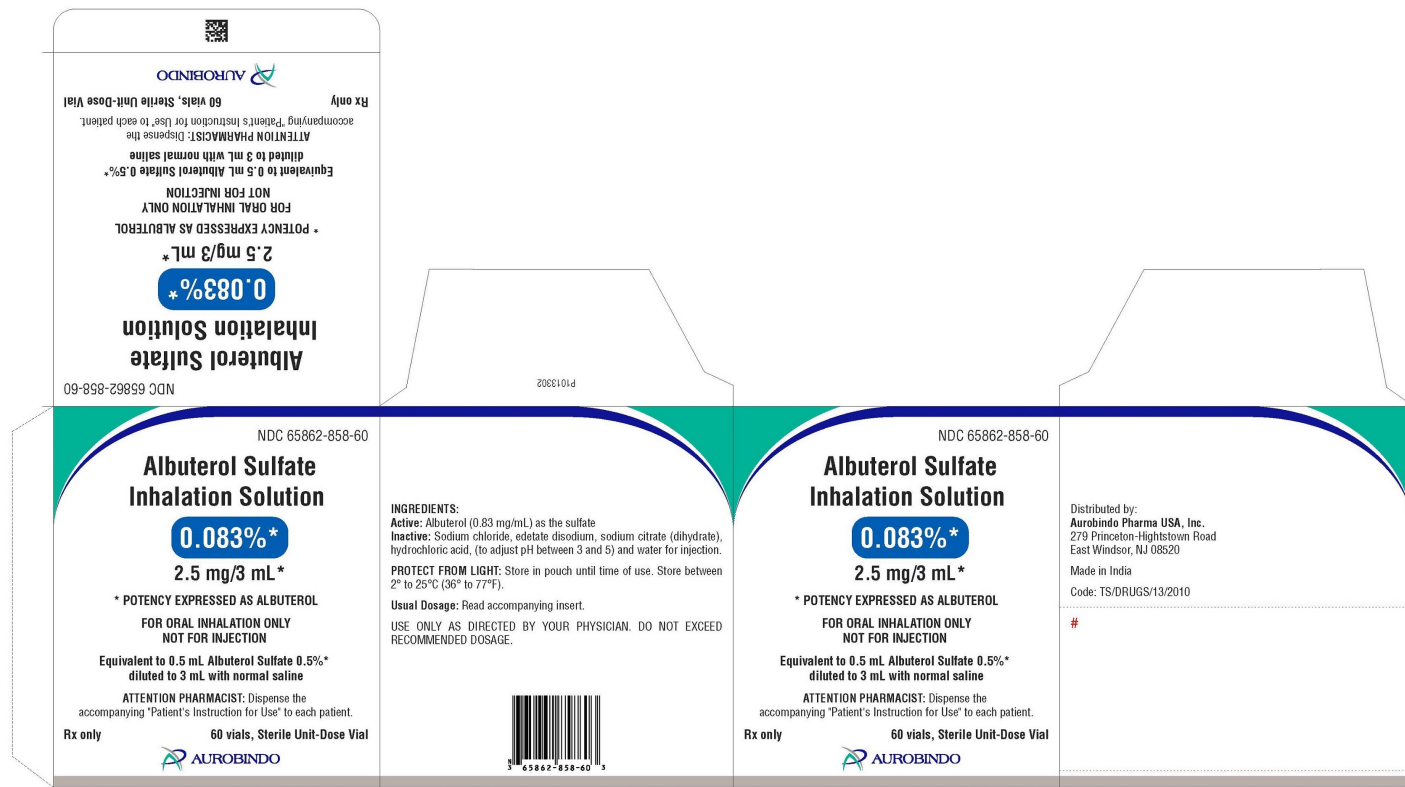 AUROBINDO
Rx only 60 vials, Sterile Unit-Dose Vial
accompanying "Patient's Instruction for Use" to each patient.
ATTENTION PHARMACIST: Dispense the
diluted to 3 mL with normal saline
Equivalent to 0.5 mL Albuterol Sulfate 0.5%*
NOT FOR INJECTION
FOR ORAL INHALATION ONLY
* POTENCY EXPRESSED AS ALBUTEROL
2.5 mg/3 mL*
0.083%*
Inhalation Solution
Albuterol Sulfate
NDC 65862-858-60
P1013302
NDC 65862-858-60
Albuterol Sulfate
Inhalation Solution
0.083%*
2.5 mg/3 mL*
* POTENCY EXPRESSED AS ALBUTEROL
FOR ORAL INHALATION ONLY
NOT FOR INJECTION
Equivalent to 0.5 mL Albuterol Sulfate 0.5%*
diluted to 3 mL with normal saline
ATTENTION PHARMACIST: Dispense the
accompanying "Patient's Instruction for Use" to each patient.
Rx only 60 vials, Sterile Unit-Dose Vial
AUROBINDO
INGREDIENTS:
Active: Albuterol (0.83 mg/mL) as the sulfate
Inactive: Sodium chloride, edetate disodium, sodium citrate (dihydrate),
hydrochloric acid, (to adjust pH between 3 and 5) and water for injection.
PROTECT FROM LIGHT: Store in pouch until time of use. Store between
2° to 25°C (36° to 77°F).
Usual Dosage: Read accompanying insert.
USE ONLY AS DIRECTED BY YOUR PHYSICIAN. DO NOT EXCEED
RECOMMENDED DOSAGE.
N
3 65862-858-60 3
NDC 65862-858-60
Albuterol Sulfate
Inhalation Solution
0.083%*
2.5 mg/3 mL*
* POTENCY EXPRESSED AS ALBUTEROL
FOR ORAL INHALATION ONLY
NOT FOR INJECTION
Equivalent to 0.5 mL Albuterol Sulfate 0.5%*
diluted to 3 mL with normal saline
ATTENTION PHARMACIST: Dispense the
accompanying "Patient's Instruction for Use" to each patient.
Rx only 60 vials, Sterile Unit-Dose Vial
AUROBINDO
Distributed by:
Aurobindo Pharma USA, Inc.
279 Princeton-Hightstown Road
East Windsor, NJ 08520
Made in India
Code: TS/DRUGS/13/2010
#